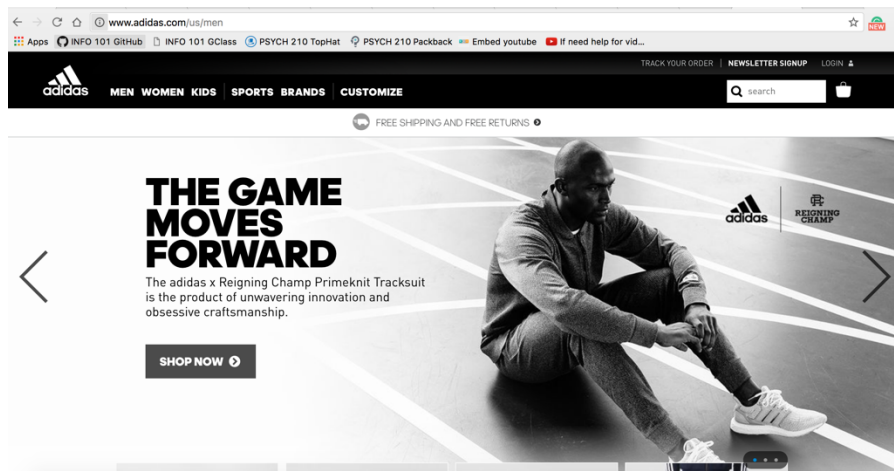 www.adidas.com/us/men
NEW
Apps INFO 101 GitHub INFO 101 GClass PSYCH 210 TopHat PSYCH 210 Packback Embed youtube If need help for vid...
TRACK YOUR ORDER | NEWSLETTER SIGNUP LOGIN
adidas MEN WOMEN KIDS SPORTS BRANDS CUSTOMIZE search
FREE SHIPPING AND FREE RETURNS
THE GAME
MOVES
FORWARD
The adidas x Reigning Champ Primeknit Tracksuit
is the product of unwavering innovation and
obsessive craftsmanship.
SHOP NOW
adidas
REIGNING
CHAMP